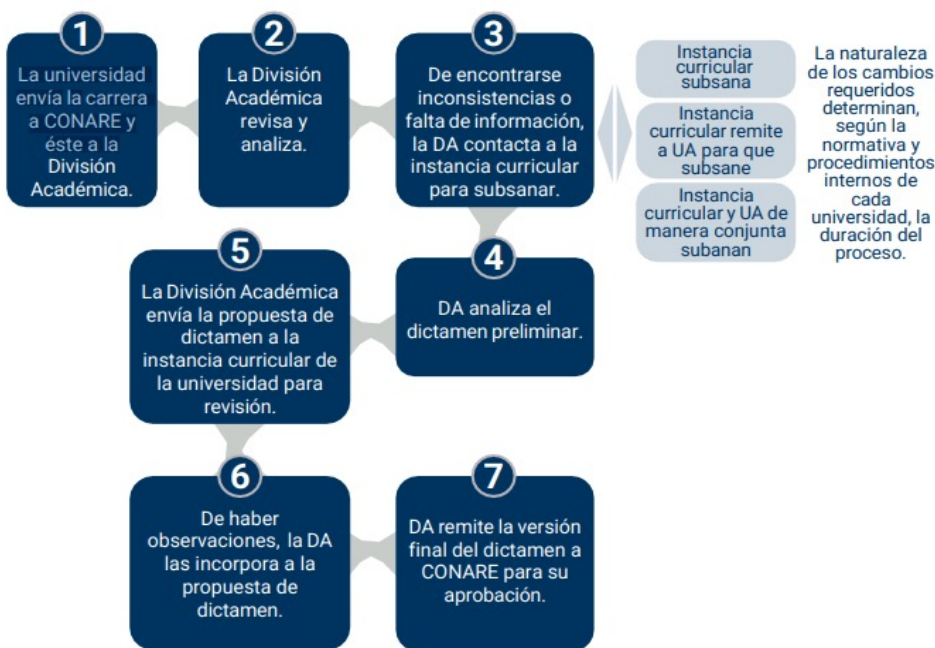 1
La universidad
envía la carrera
a CONARE y
éste a la
División
Académica.
2
La División
Académica
revisa y
analiza.
3
De encontrarse
inconsistencias o
falta de información,
la DA contacta a la
instancia curricular
para subsanar.
Instancia
curricular
subsana
Instancia
curricular remite
a UA para que
subsane
Instancia
curricular y UA de
manera conjunta
subanan
La naturaleza
de los cambios
requeridos
determinan,
según la
normativa y
procedimientos
internos de
cada
universidad, la
duración del
proceso.
4
DA analiza el
dictamen preliminar.
5
La División Académica
envía la propuesta de
dictamen a la
instancia curricular de
la universidad para
revisión.
6
De haber
observaciones, la DA
las incorpora a la
propuesta de
dictamen.
7
DA remite la versión
final del dictamen a
CONARE para su
aprobación.